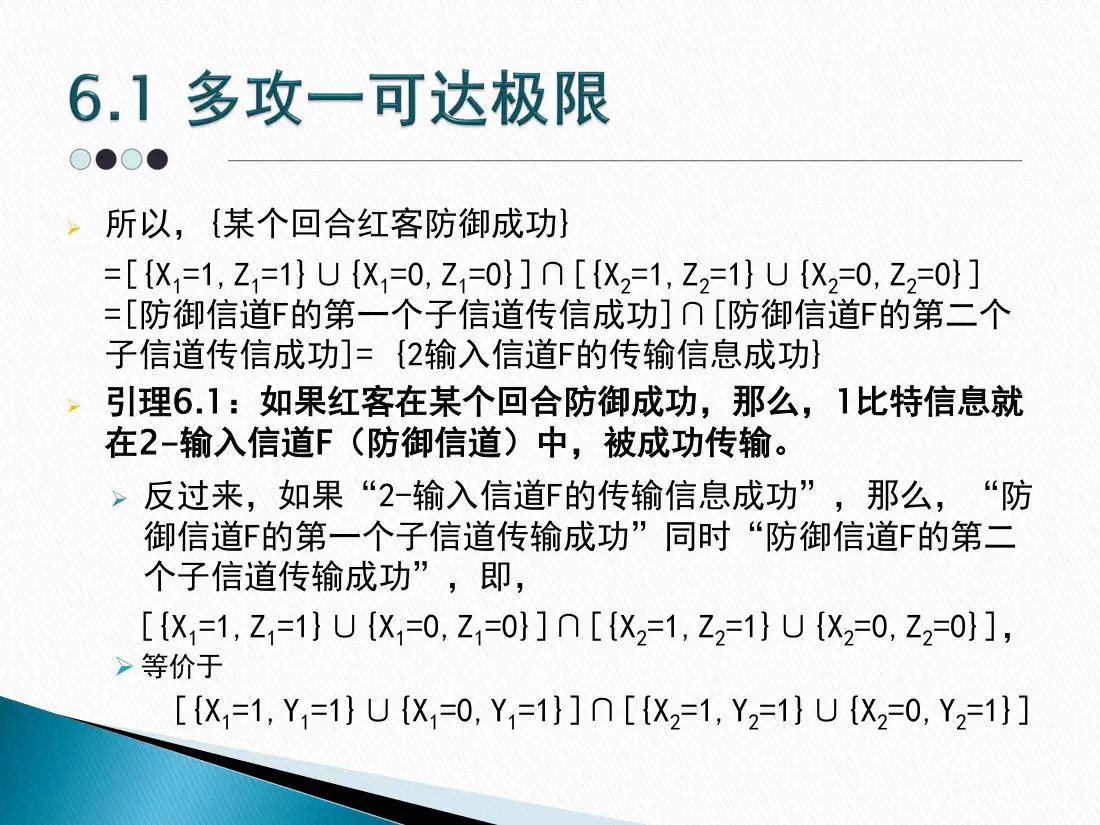 6.1 多攻一可达极限
所以，{某个回合红客防御成功}
=[{X₁=1, Z₁=1}∪{X₁=0, Z₁=0}]∩[{X₂=1, Z₂=1}∪{X₂=0, Z₂=0}]
=[防御信道F的第一个子信道传信成功]∩[防御信道F的第二个
子信道传信成功]= {2输入信道F的传输信息成功}
引理6.1：如果红客在某个回合防御成功，那么，1比特信息就
在2-输入信道F（防御信道）中，被成功传输。
反过来，如果“2-输入信道F的传输信息成功”，那么，“防
御信道F的第一个子信道传输成功”同时“防御信道F的第二
个子信道传输成功”，即，
[{X₁=1, Z₁=1}∪{X₁=0, Z₁=0}]∩[{X₂=1, Z₂=1}∪{X₂=0, Z₂=0}]，
等价于
[{X₁=1, Y₁=1}∪{X₁=0, Y₁=1}]∩[{X₂=1, Y₂=1}∪{X₂=0, Y₂=1}]